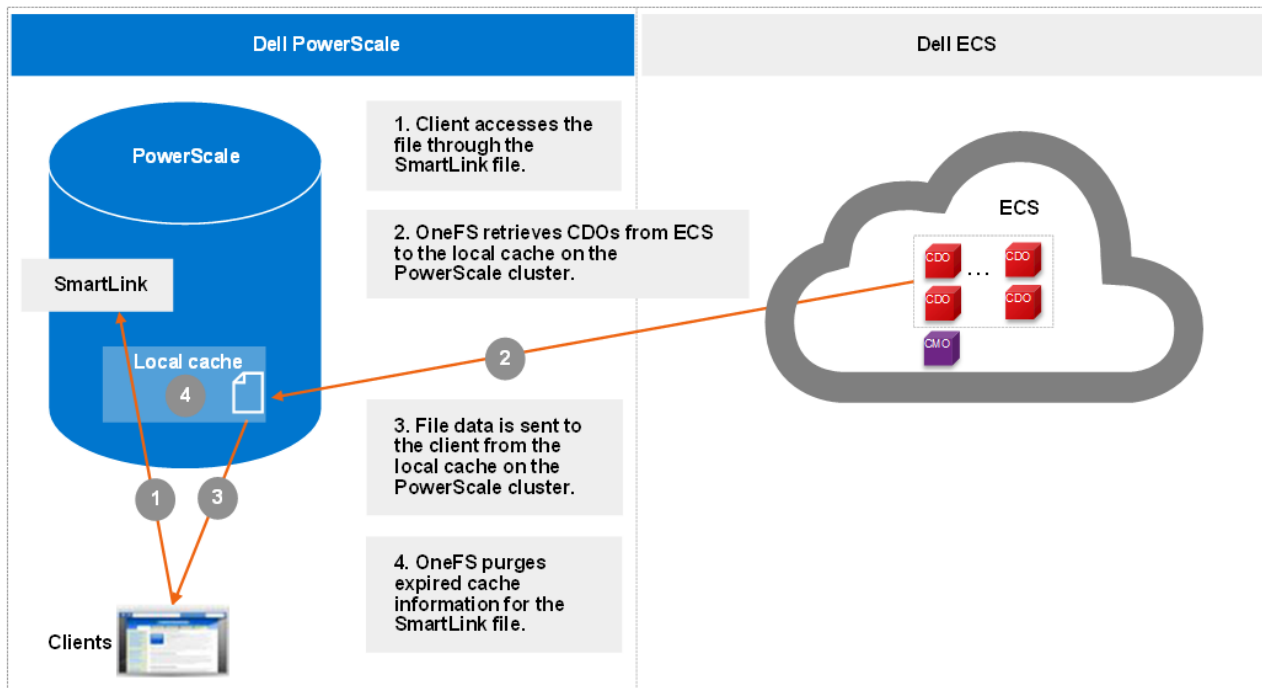 Dell PowerScale
Dell ECS
PowerScale
1. Client accesses the
file through the
SmartLink file.
2. OneFS retrieves CDOs from ECS
to the local cache on the
PowerScale cluster.
ECS
CDO
...
CDO
CDO
CDO
CMO
SmartLink
Local cache
4
2
3. File data is sent to
the client from the
local cache on the
PowerScale cluster.
1
3
4. OneFS purges
expired cache
information for the
SmartLink file.
Clients